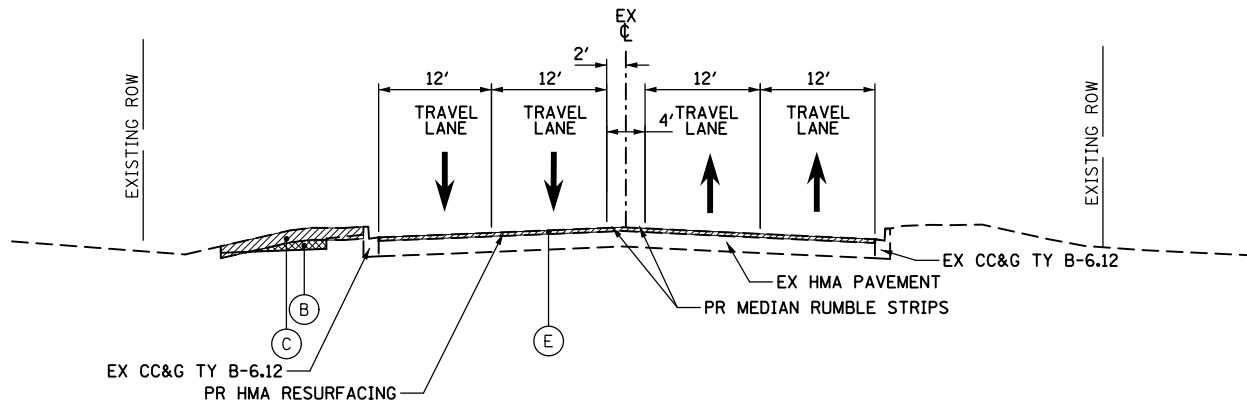 EX
℄
2'
12'
12'
12'
12'
TRAVEL
LANE
TRAVEL
LANE
4'
TRAVEL
LANE
TRAVEL
LANE
EXISTING ROW
EXISTING ROW
EX CC&G TY B-6.12
EX HMA PAVEMENT
PR MEDIAN RUMBLE STRIPS
B
C
E
EX CC&G TY B-6.12
PR HMA RESURFACING